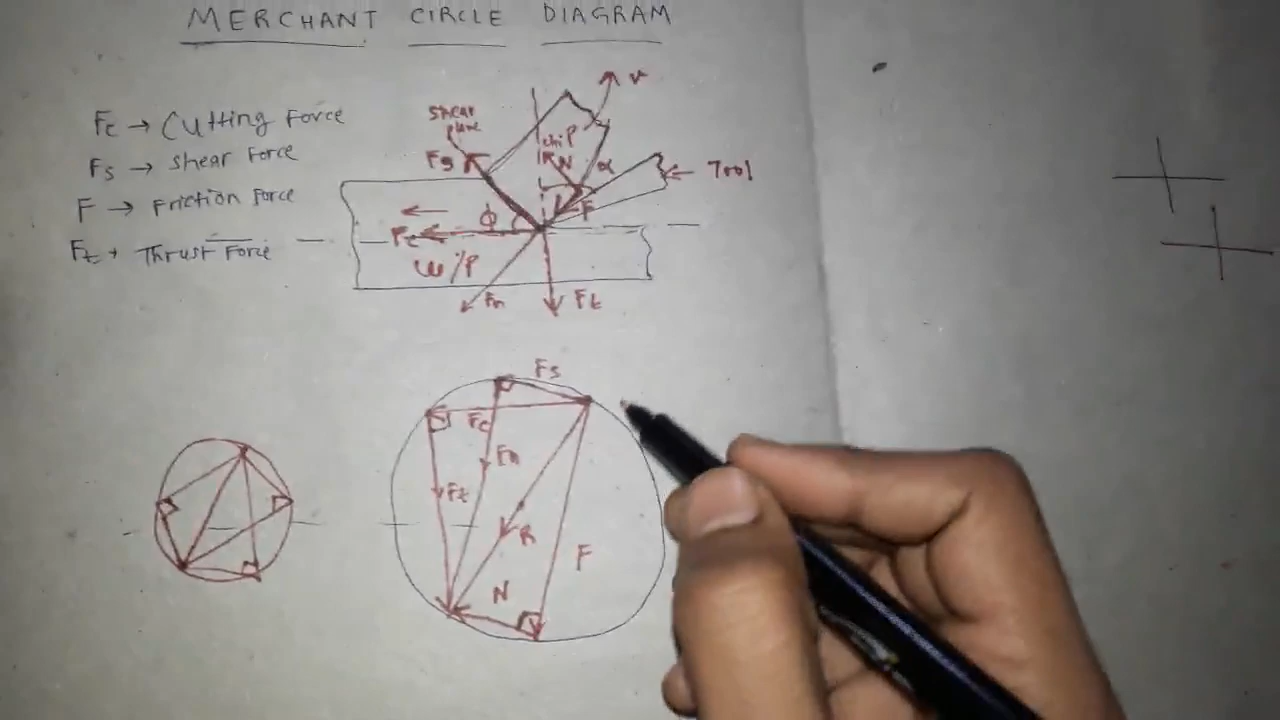 MERCHANT CIRCLE DIAGRAM
Fc → Cutting Force
Fs → Shear Force
F → Friction Force
Ft → Thrust Force
v
Shear
plane
chip
Fs
N
α
Tool
F
ϕ
Fc
W/P
Fn
Ft
Fs
Fc
Fn
Ft
R
F
N